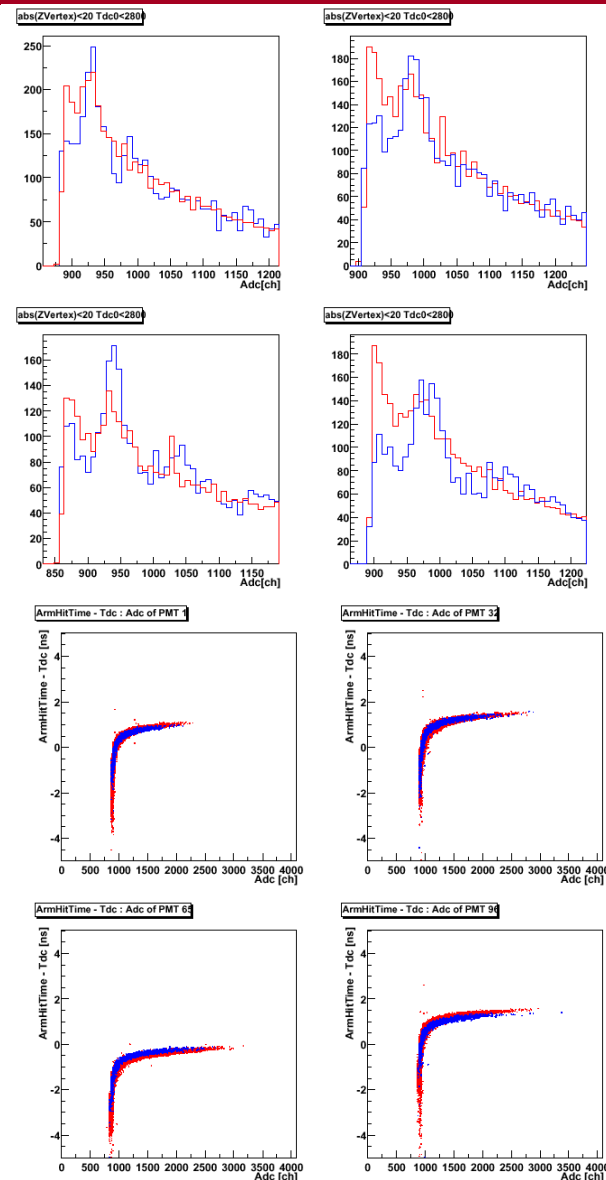 abs(ZVertex)<20 Tdc0<2800
250
200
150
100
50
0
900 950 1000 1050 1100 1150 1200
Adc[ch]
abs(ZVertex)<20 Tdc0<2800
180
160
140
120
100
80
60
40
20
0
900 950 1000 1050 1100 1150 1200
Adc[ch]
abs(ZVertex)<20 Tdc0<2800
160
140
120
100
80
60
40
20
0
850 900 950 1000 1050 1100 1150
Adc[ch]
abs(ZVertex)<20 Tdc0<2800
180
160
140
120
100
80
60
40
20
0
900 950 1000 1050 1100 1150 1200
Adc[ch]
ArmHitTime - Tdc : Adc of PMT 1
ArmHitTime - Tdc [ns]
4
2
0
-2
-4
0 500 1000 1500 2000 2500 3000 3500 4000
Adc [ch]
ArmHitTime - Tdc : Adc of PMT 32
ArmHitTime - Tdc [ns]
4
2
0
-2
-4
0 500 1000 1500 2000 2500 3000 3500 4000
Adc [ch]
ArmHitTime - Tdc : Adc of PMT 65
ArmHitTime - Tdc [ns]
4
2
0
-2
-4
0 500 1000 1500 2000 2500 3000 3500 4000
Adc [ch]
ArmHitTime - Tdc : Adc of PMT 96
ArmHitTime - Tdc [ns]
4
2
0
-2
-4
0 500 1000 1500 2000 2500 3000 3500 4000
Adc [ch]